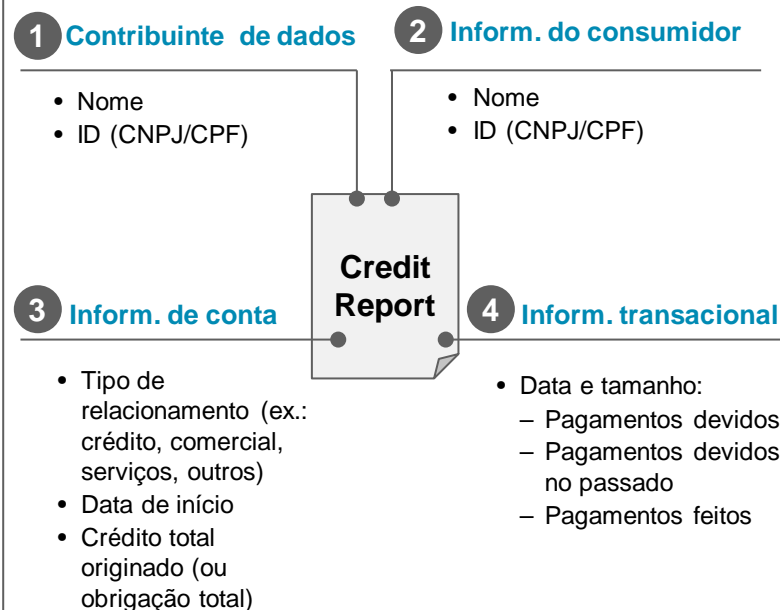 1 Contribuinte de dados
• Nome
• ID (CNPJ/CPF)
2 Inform. do consumidor
• Nome
• ID (CNPJ/CPF)
Credit
Report
3 Inform. de conta
• Tipo de
relacionamento (ex.:
crédito, comercial,
serviços, outros)
• Data de início
• Crédito total
originado (ou
obrigação total)
4 Inform. transacional
• Data e tamanho:
– Pagamentos devidos
– Pagamentos devidos
no passado
– Pagamentos feitos